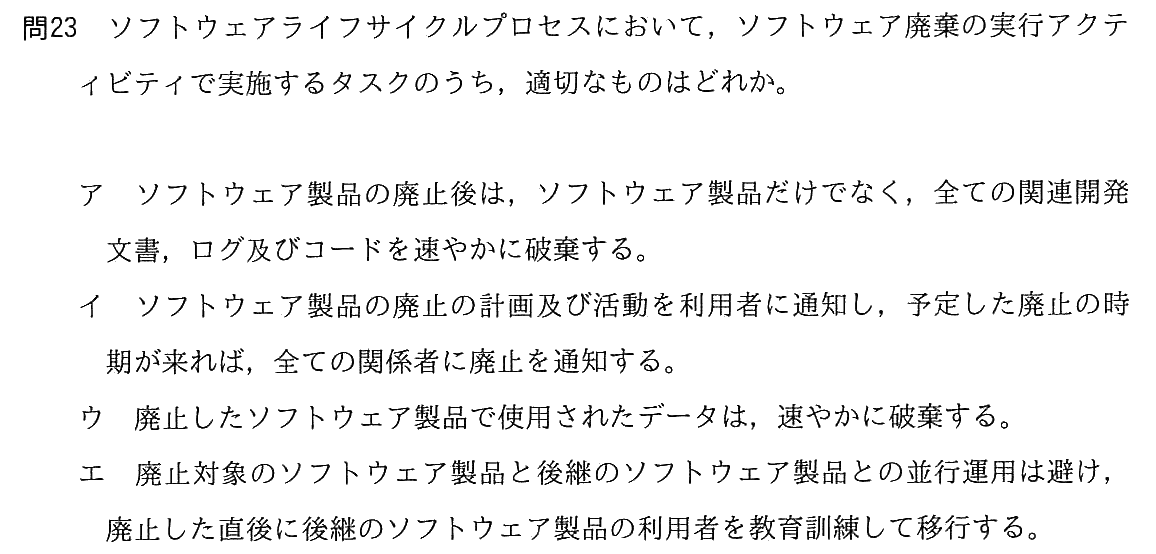 問23 ソフトウェアライフサイクルプロセスにおいて，ソフトウェア廃棄の実行アクテ
ィビティで実施するタスクのうち，適切なものはどれか。
ア ソフトウェア製品の廃止後は，ソフトウェア製品だけでなく，全ての関連開発
文書，ログ及びコードを速やかに破棄する。
イ ソフトウェア製品の廃止の計画及び活動を利用者に通知し，予定した廃止の時
期が来れば，全ての関係者に廃止を通知する。
ウ 廃止したソフトウェア製品で使用されたデータは，速やかに破棄する。
エ 廃止対象のソフトウェア製品と後継のソフトウェア製品との並行運用は避け，
廃止した直後に後継のソフトウェア製品の利用者を教育訓練して移行する。